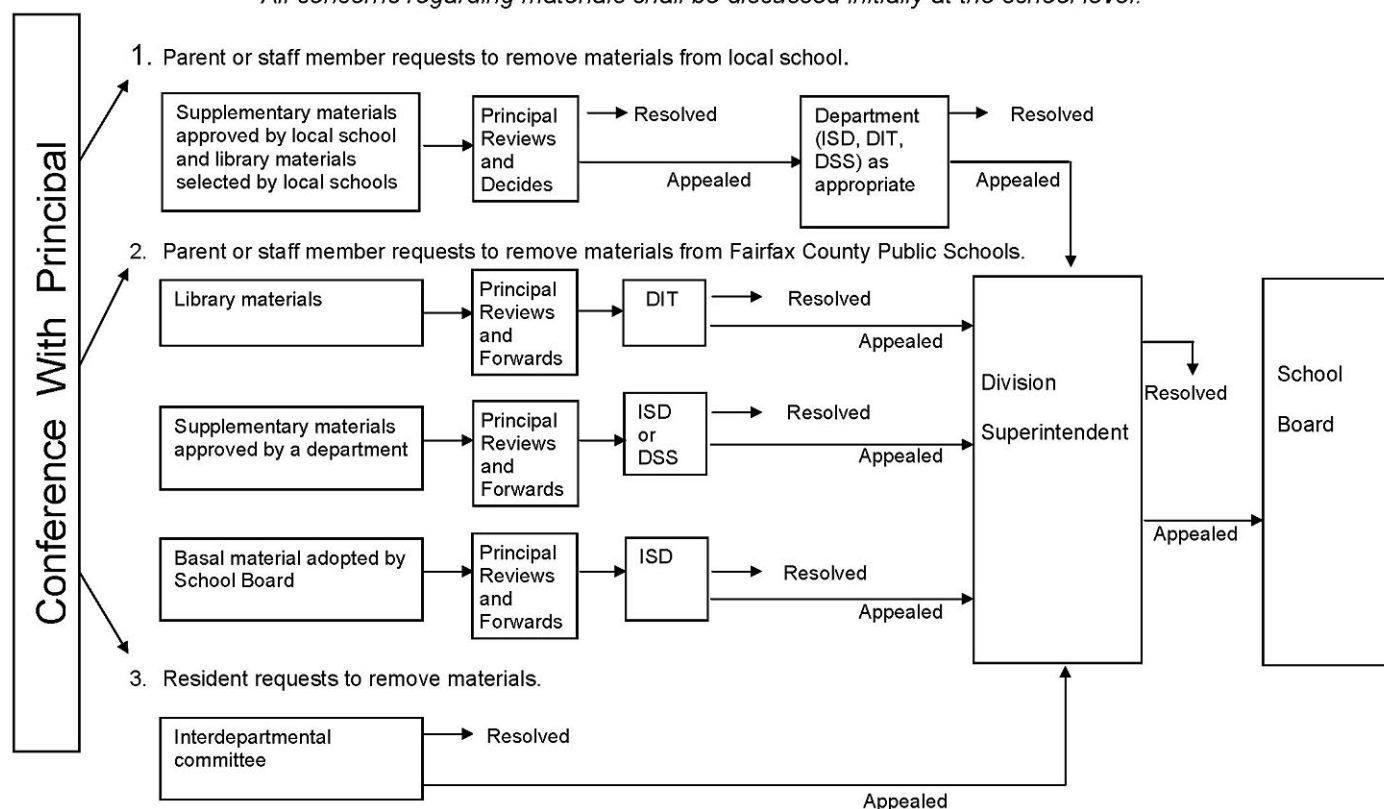 All concerns regarding materials shall be discussed initially at the school level.
Conference With Principal
1. Parent or staff member requests to remove materials from local school.
Supplementary materials
approved by local school
and library materials
selected by local schools
Principal
Reviews
and
Decides
Resolved
Appealed
Department
(ISD, DIT,
DSS) as
appropriate
Resolved
Appealed
2. Parent or staff member requests to remove materials from Fairfax County Public Schools.
Library materials
Principal
Reviews
and
Forwards
DIT
Resolved
Appealed
Supplementary materials
approved by a department
Principal
Reviews
and
Forwards
ISD
or
DSS
Resolved
Appealed
Basal material adopted by
School Board
Principal
Reviews
and
Forwards
ISD
Resolved
Appealed
Division
Superintendent
Resolved
Appealed
School
Board
3. Resident requests to remove materials.
Interdepartmental
committee
Resolved
Appealed